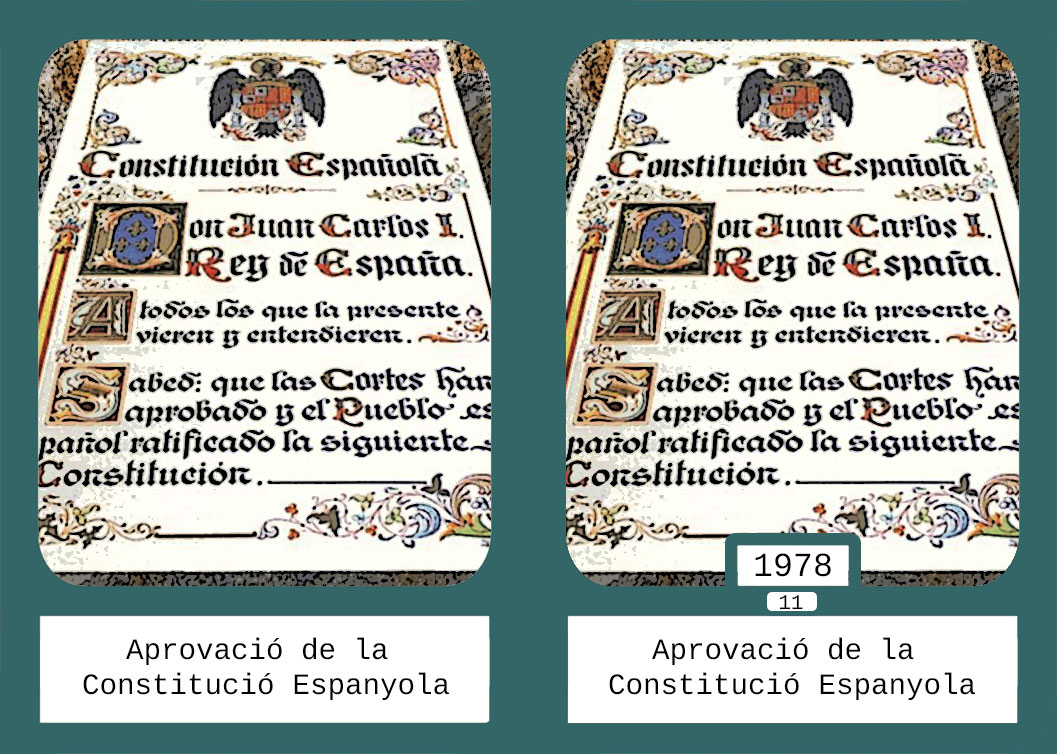 Constitución Española
Don Juan Carlos I.
Rey de España.
A todos los que la presente
vieren y entendieren.
Sabed: que las Cortes han
aprobado y el Pueblo es
pañol ratificado la siguiente
Constitución.
Aprovació de la
Constitució Espanyola
Constitución Española
Don Juan Carlos I.
Rey de España.
A todos los que la presente
vieren y entendieren.
Sabed: que las Cortes han
aprobado y el Pueblo es
pañol ratificado la siguiente
Constitución.
1978
11
Aprovació de la
Constitució Espanyola